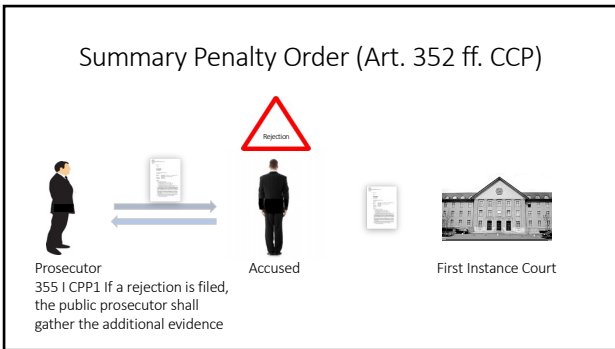 Summary Penalty Order (Art. 352 ff. CCP)
Rejection
Prosecutor
355 I CPP1 If a rejection is filed,
the public prosecutor shall
gather the additional evidence
Accused
First Instance Court